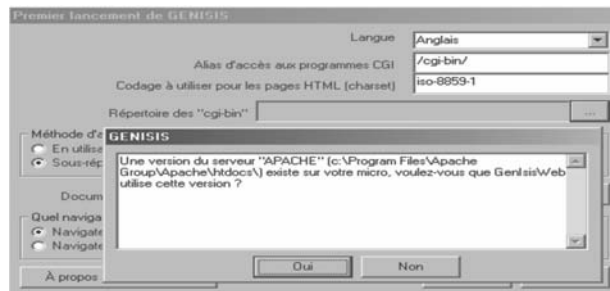 Premier lancement de GENISIS
Langue
Anglais
Alias d'accès aux programmes CGI
/cgi-bin/
Codage à utiliser pour les pages HTML (charset)
iso-8859-1
Répertoire des "cgi-bin"
...
Méthode d'a
En utilise
Sous-rép
Docum
Quel naviga
Navigate
Navigate
À propos
GENISIS
Une version du serveur "APACHE" (c:\Program Files\Apache
Group\Apache\htdocs\) existe sur votre micro, voulez-vous que GenIsisWeb
utilise cette version ?
Oui
Non